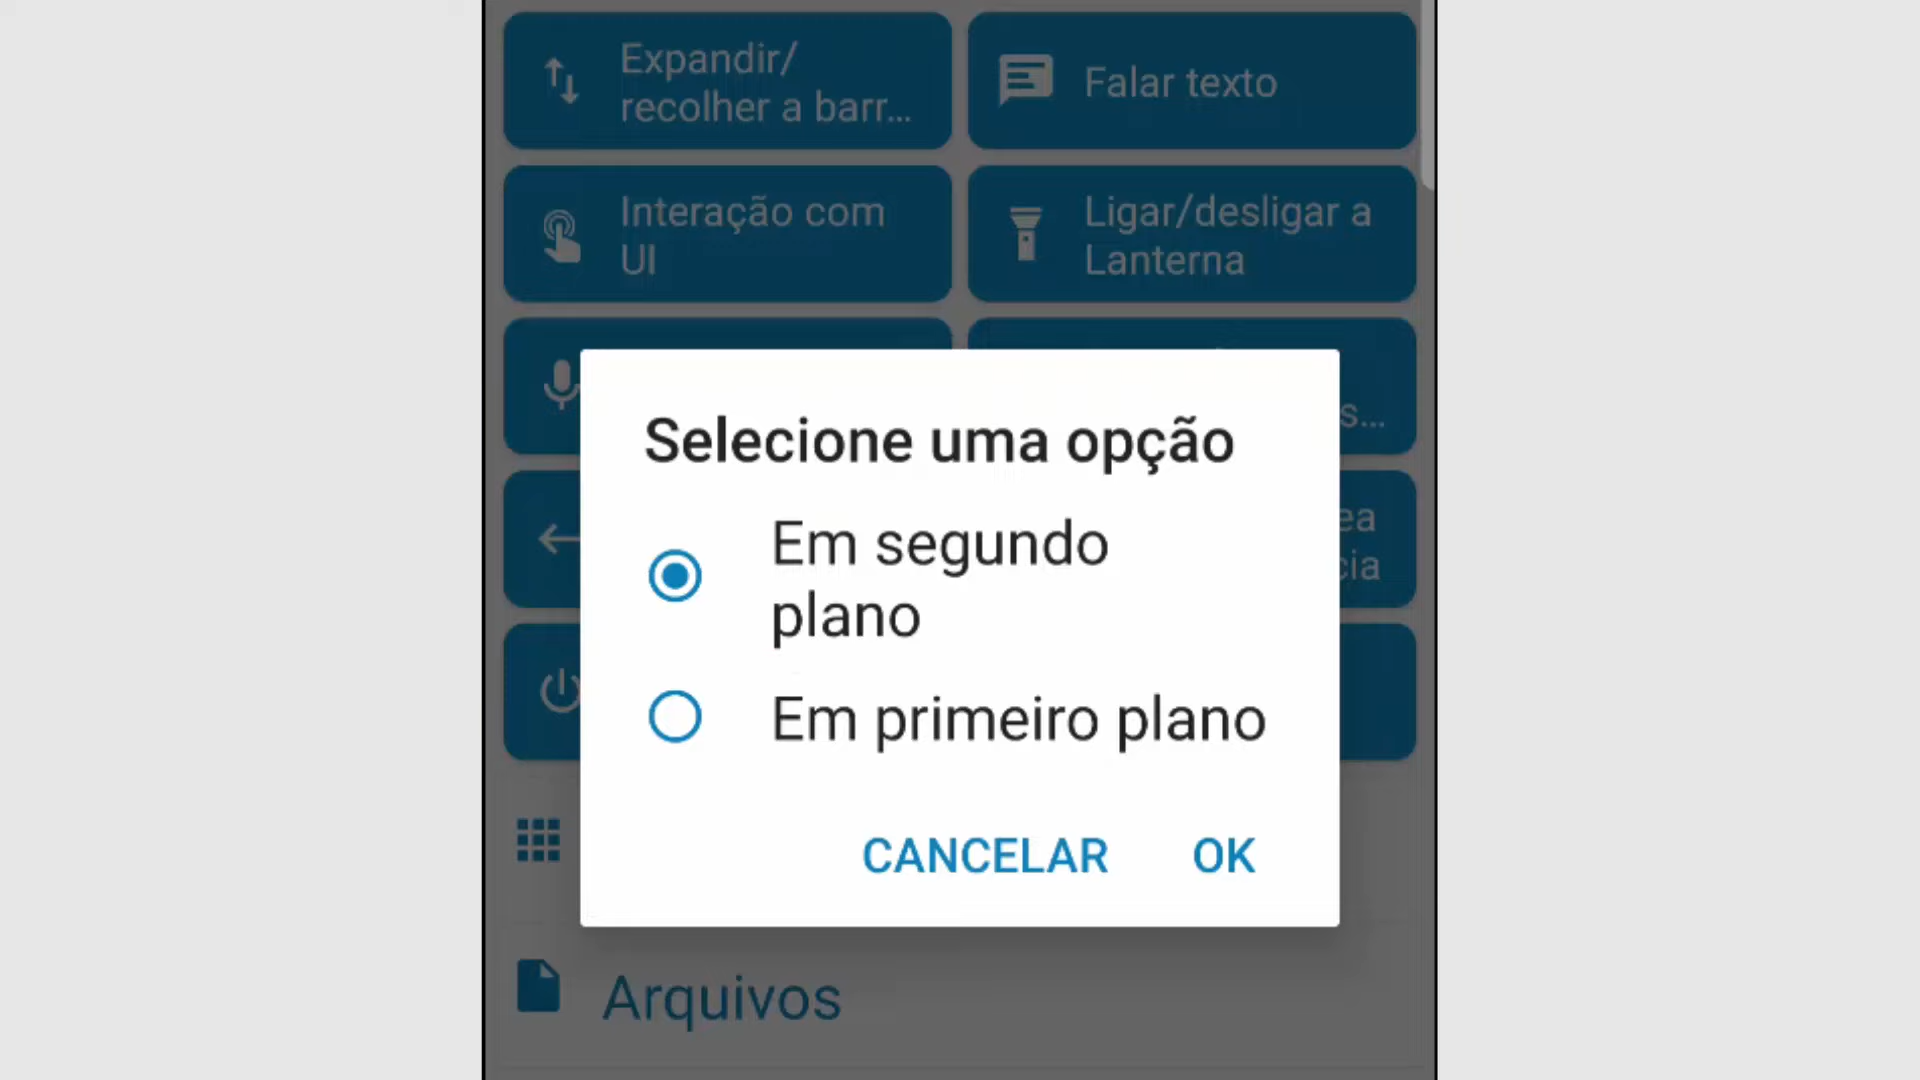 Expandir/
recolher a barr...
Falar texto
Interação com
UI
Ligar/desligar a
Lanterna
Selecione uma opção
Em segundo
plano
Em primeiro plano
CANCELAR
OK
Arquivos